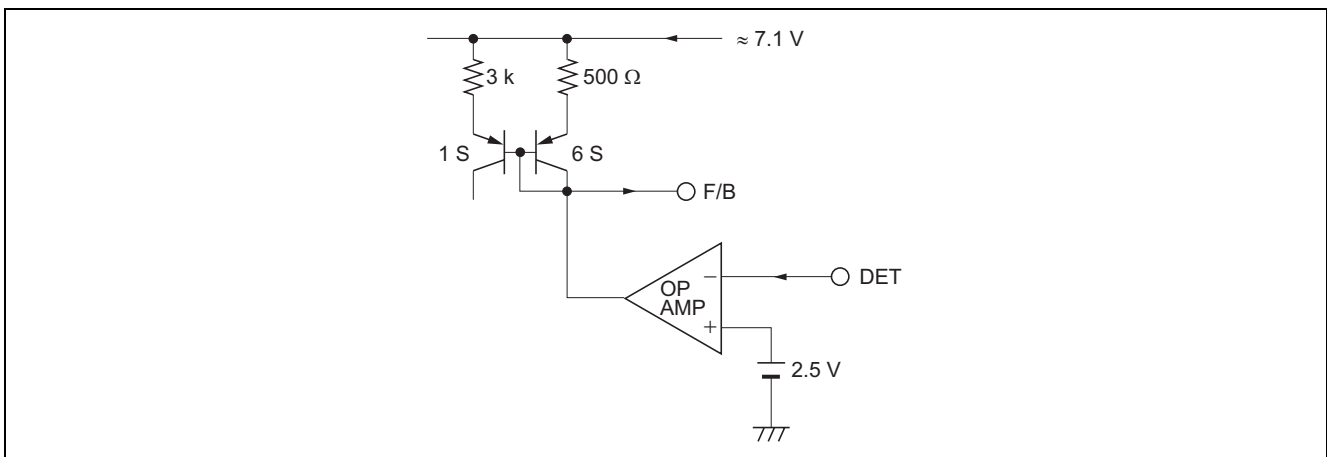 ≈ 7.1 V
3 k
500 Ω
1 S
6 S
F/B
− DET
OP
AMP
+
2.5 V